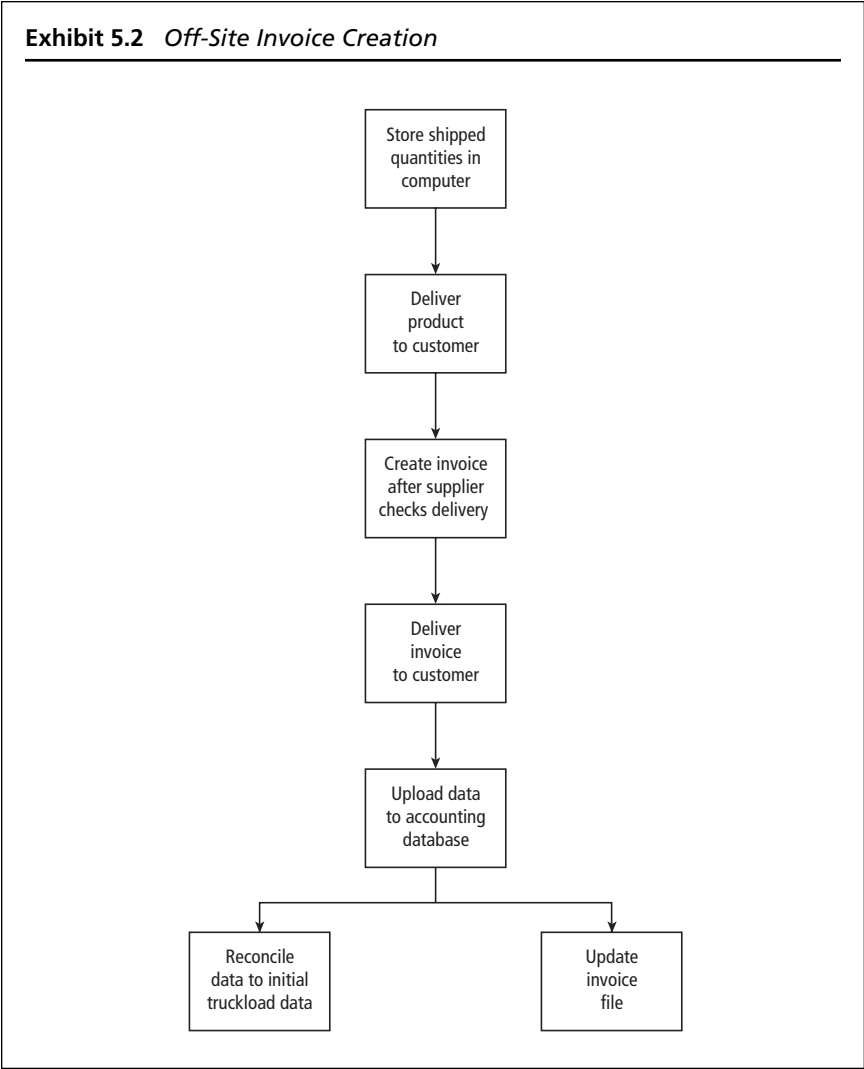 Exhibit 5.2 Off-Site Invoice Creation
Store shipped
quantities in
computer
Deliver
product
to customer
Create invoice
after supplier
checks delivery
Deliver
invoice
to customer
Upload data
to accounting
database
Reconcile
data to initial
truckload data
Update
invoice
file